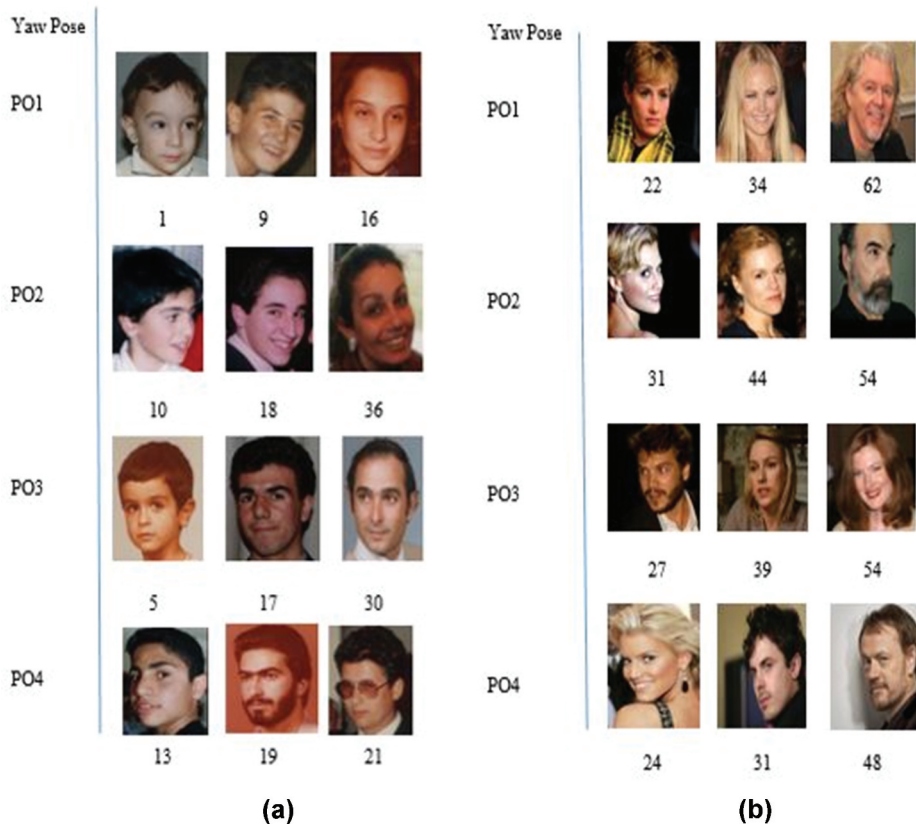 Yaw Pose
PO1
1 9 16
PO2
10 18 36
PO3
5 17 30
PO4
13 19 21
(a)
Yaw Pose
PO1
22 34 62
PO2
31 44 54
PO3
27 39 54
PO4
24 31 48
(b)